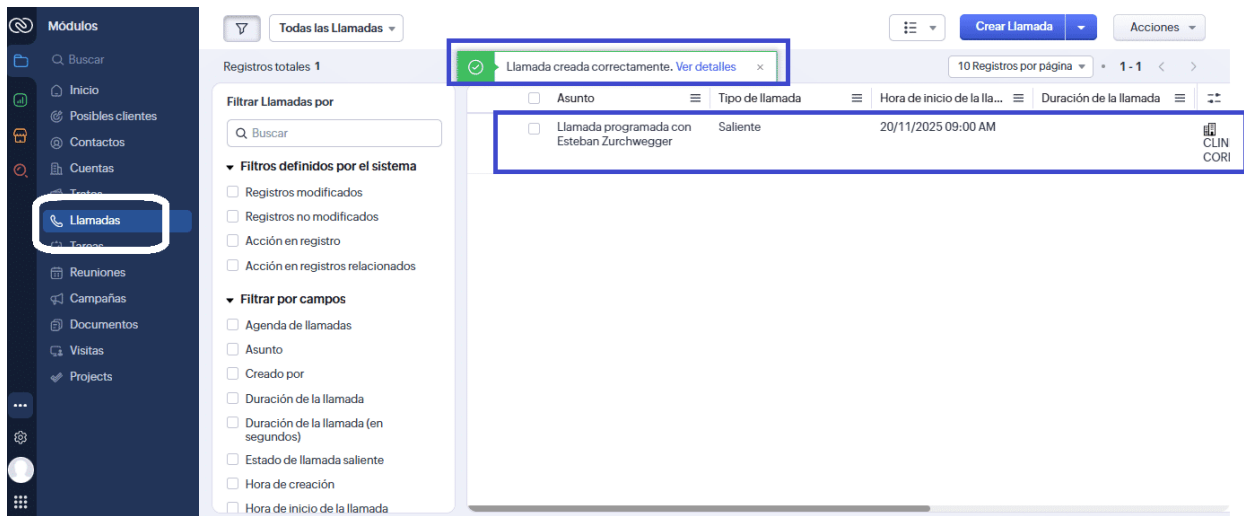 Módulos
Buscar
Inicio
Posibles clientes
Contactos
Cuentas
Tratos
Llamadas
Tareas
Reuniones
Campañas
Documentos
Visitas
Projects
Todas las Llamadas
Crear Llamada
Acciones
Registros totales 1
Llamada creada correctamente. Ver detalles ×
10 Registros por página • 1 - 1
Filtrar Llamadas por
Buscar
Filtros definidos por el sistema
Registros modificados
Registros no modificados
Acción en registro
Acción en registros relacionados
Filtrar por campos
Agenda de llamadas
Asunto
Creado por
Duración de la llamada
Duración de la llamada (en
segundos)
Estado de llamada saliente
Hora de creación
Hora de inicio de la llamada
Asunto
Tipo de llamada
Hora de inicio de la lla...
Duración de la llamada
Llamada programada con
Esteban Zurchwegger
Saliente
20/11/2025 09:00 AM
CLIN
CORI